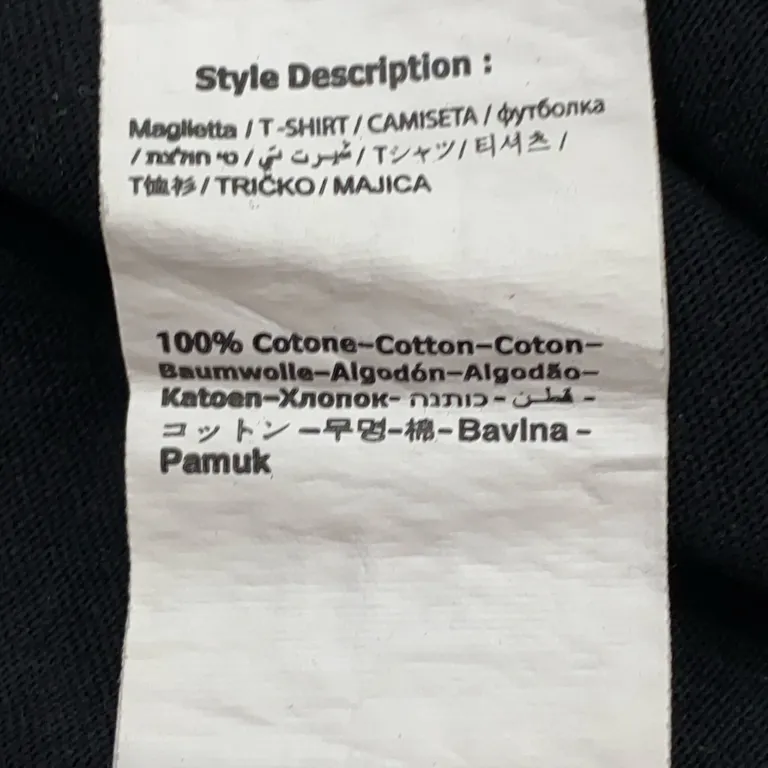 Style Description :
Maglietta / T-SHIRT / CAMISETA / футболка
/ טי חולצת / شيرت تي / Tシャツ / 티셔츠 /
T恤衫 / TRIČKO / MAJICA
100% Cotone-Cotton-Coton-
Baumwolle-Algodón-Algodão-
Katoen-Хлопок- כותנה - قطن -
コットン -무명-棉-Bavlna -
Pamuk